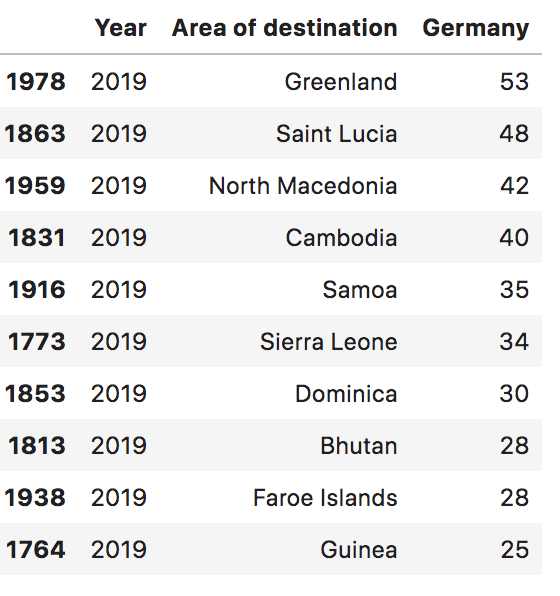 Year Area of destination Germany
1978 2019 Greenland 53
1863 2019 Saint Lucia 48
1959 2019 North Macedonia 42
1831 2019 Cambodia 40
1916 2019 Samoa 35
1773 2019 Sierra Leone 34
1853 2019 Dominica 30
1813 2019 Bhutan 28
1938 2019 Faroe Islands 28
1764 2019 Guinea 25